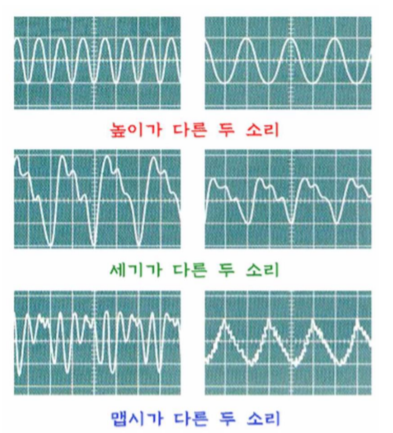 높이가 다른 두 소리
세기가 다른 두 소리
맵시가 다른 두 소리